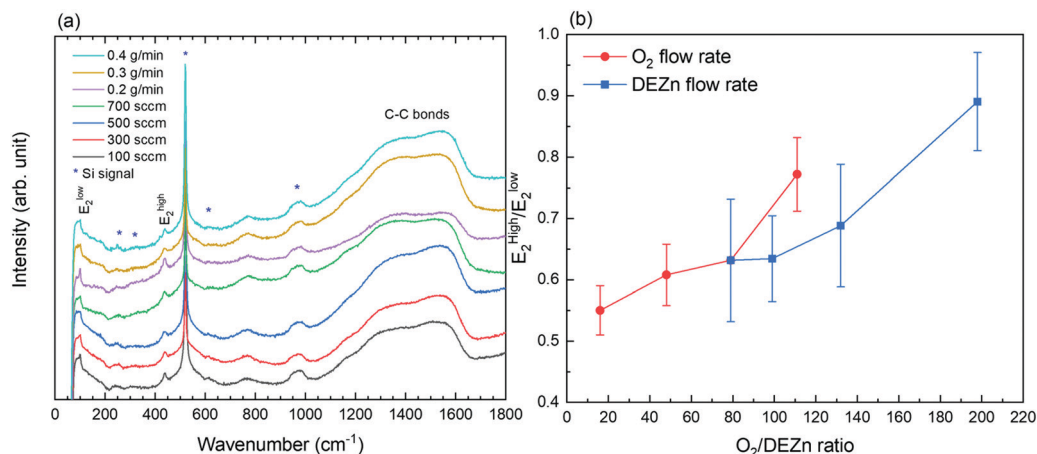 (a)
0.4 g/min
0.3 g/min
0.2 g/min
700 sccm
500 sccm
300 sccm
100 sccm
* Si signal
C-C bonds
E₂low
E₂high
* * * * *
Intensity (arb. unit)
0 200 400 600 800 1000 1200 1400 1600 1800
Wavenumber (cm⁻¹)
(b)
O₂ flow rate
DEZn flow rate
1.0
0.9
0.8
0.7
0.6
0.5
0.4
E₂High/E₂low
0 20 40 60 80 100 120 140 160 180 200 220
O₂/DEZn ratio